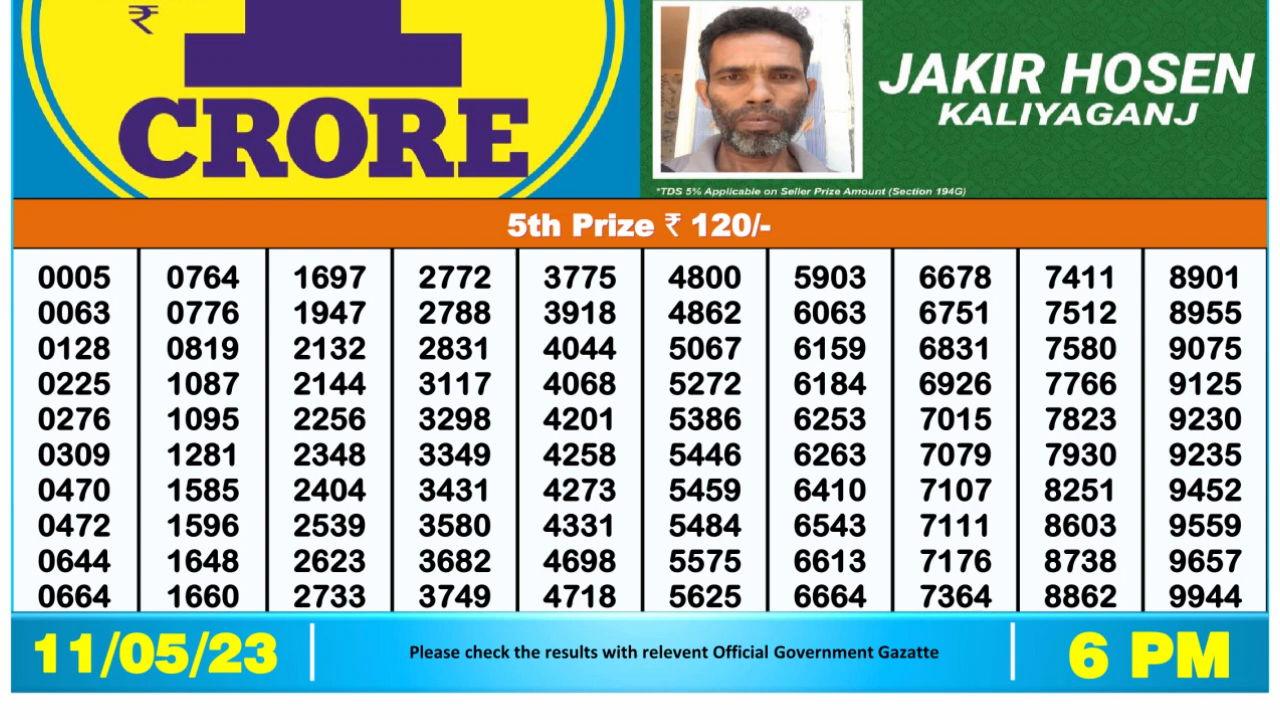 ₹
1
CRORE
JAKIR HOSEN
KALIYAGANJ
*TDS 5% Applicable on Seller Prize Amount (Section 194G)
5th Prize ₹ 120/-
0005 0764 1697 2772 3775 4800 5903 6678 7411 8901
0063 0776 1947 2788 3918 4862 6063 6751 7512 8955
0128 0819 2132 2831 4044 5067 6159 6831 7580 9075
0225 1087 2144 3117 4068 5272 6184 6926 7766 9125
0276 1095 2256 3298 4201 5386 6253 7015 7823 9230
0309 1281 2348 3349 4258 5446 6263 7079 7930 9235
0470 1585 2404 3431 4273 5459 6410 7107 8251 9452
0472 1596 2539 3580 4331 5484 6543 7111 8603 9559
0644 1648 2623 3682 4698 5575 6613 7176 8738 9657
0664 1660 2733 3749 4718 5625 6664 7364 8862 9944
11/05/23
Please check the results with relevent Official Government Gazatte
6 PM